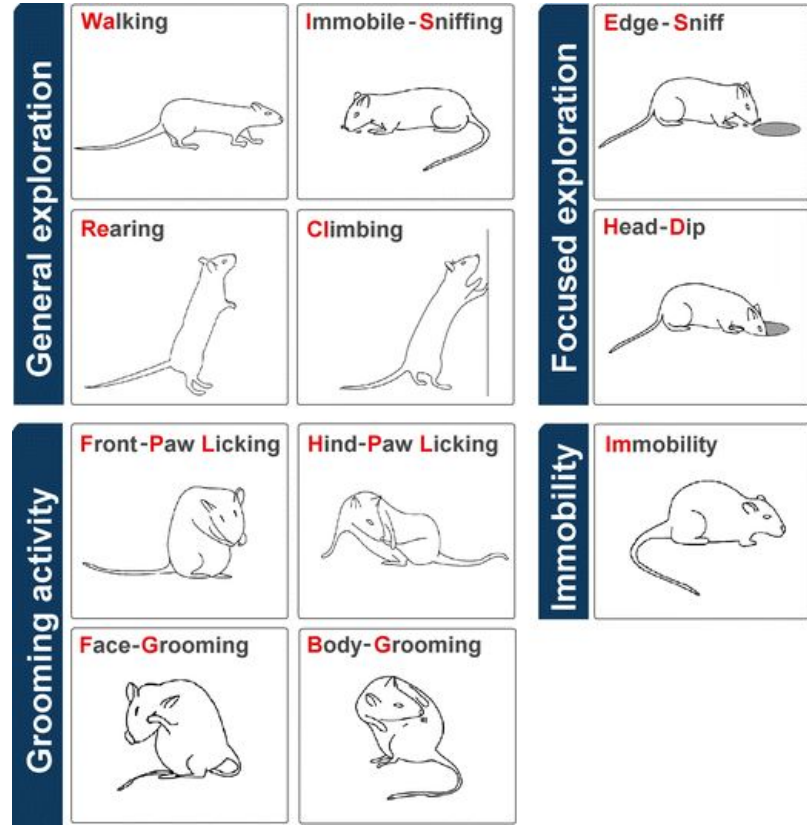 General exploration
Walking
Immobile-Sniffing
Rearing
Climbing
Focused exploration
Edge-Sniff
Head-Dip
Grooming activity
Front-Paw Licking
Hind-Paw Licking
Face-Grooming
Body-Grooming
Immobility
Immobility